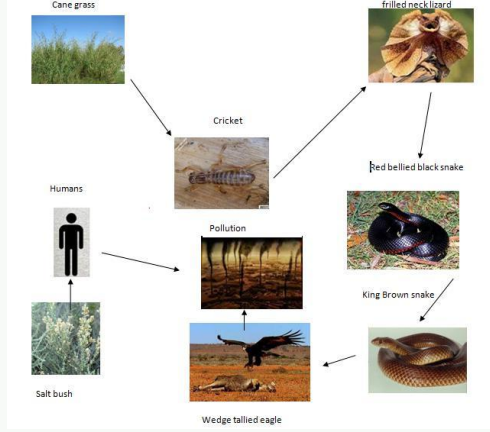 Cane grass
frilled neck lizard
Cricket
Red bellied black snake
Humans
Pollution
King Brown snake
Salt bush
Wedge tallied eagle